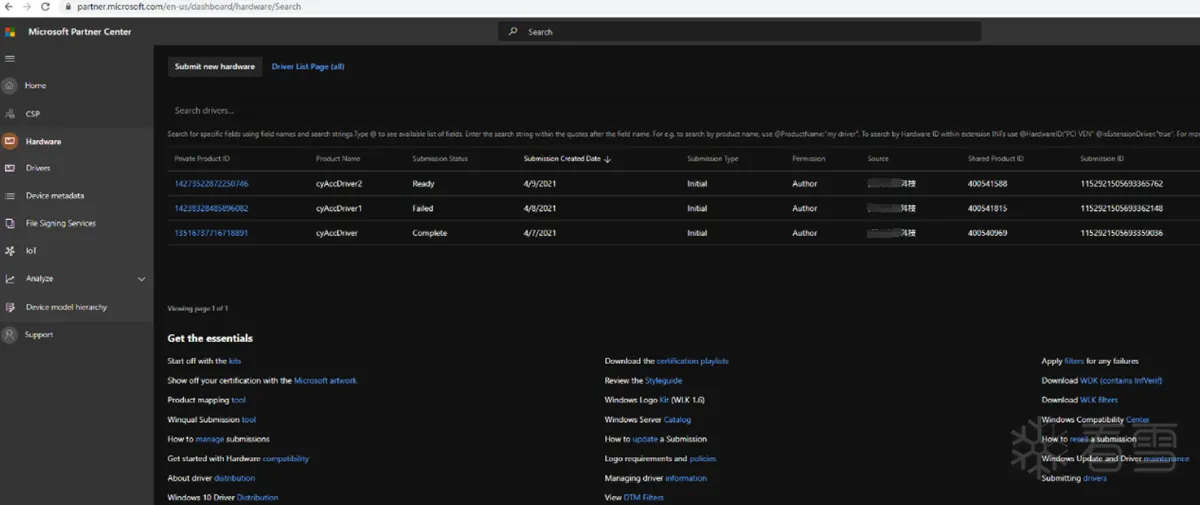 partner.microsoft.com/en-us/dashboard/hardware/Search
Microsoft Partner Center
Search
Home
CSP
Hardware
Drivers
Device metadata
File Signing Services
IoT
Analyze
Device model hierarchy
Support
Submit new hardware Driver List Page (all)
Search drivers...
Search for specific fields using field names and search strings.Type @ to see available list of fields. Enter the search string within the quotes after the field name. For e.g. to search by product name, use @ProductName:"my driver". To search by Hardware ID within extension INFs use @HardwareID:"PCI VEN" @IsExtensionDriver:"true". For mo
Private Product ID Product Name Submission Status Submission Created Date Submission Type Permission Source Shared Product ID Submission ID
14273522872250746 cyAccDriver2 Ready 4/9/2021 Initial Author 科技 400541588 1152921505693365762
14238328485896082 cyAccDriver1 Failed 4/8/2021 Initial Author 科技 400541815 1152921505693362148
13516737716718891 cyAccDriver Complete 4/7/2021 Initial Author 科技 400540969 1152921505693359036
Viewing page 1 of 1
Get the essentials
Start off with the kits Download the certification playlists Apply filters for any failures
Show off your certification with the Microsoft artwork Review the Styleguide Download WDK (contains InfVerif)
Product mapping tool Windows Logo Kit (WLK 1.6) Download WLK filters
Winqual Submission tool Windows Server Catalog Windows Compatibility Center
How to manage submissions How to update a Submission How to resell a submission
Get started with Hardware compatibility Logo requirements and policies Windows Update and Driver maintenance
About driver distribution Managing driver information Submitting drivers
Windows 10 Driver Distribution View DTM Filters
看雪